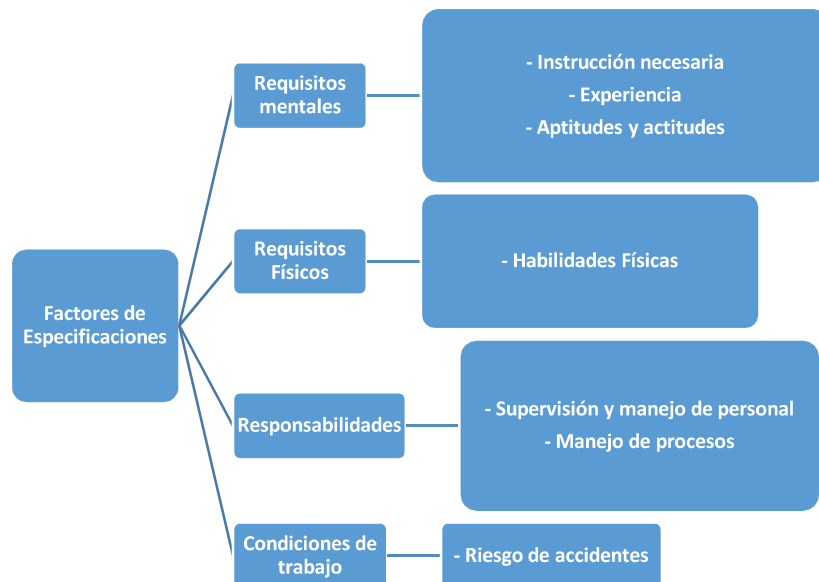 Factores de
Especificaciones
Requisitos
mentales
- Instrucción necesaria
- Experiencia
- Aptitudes y actitudes
Requisitos
Físicos
- Habilidades Físicas
Responsabilidades
- Supervisión y manejo de personal
- Manejo de procesos
Condiciones de
trabajo
- Riesgo de accidentes